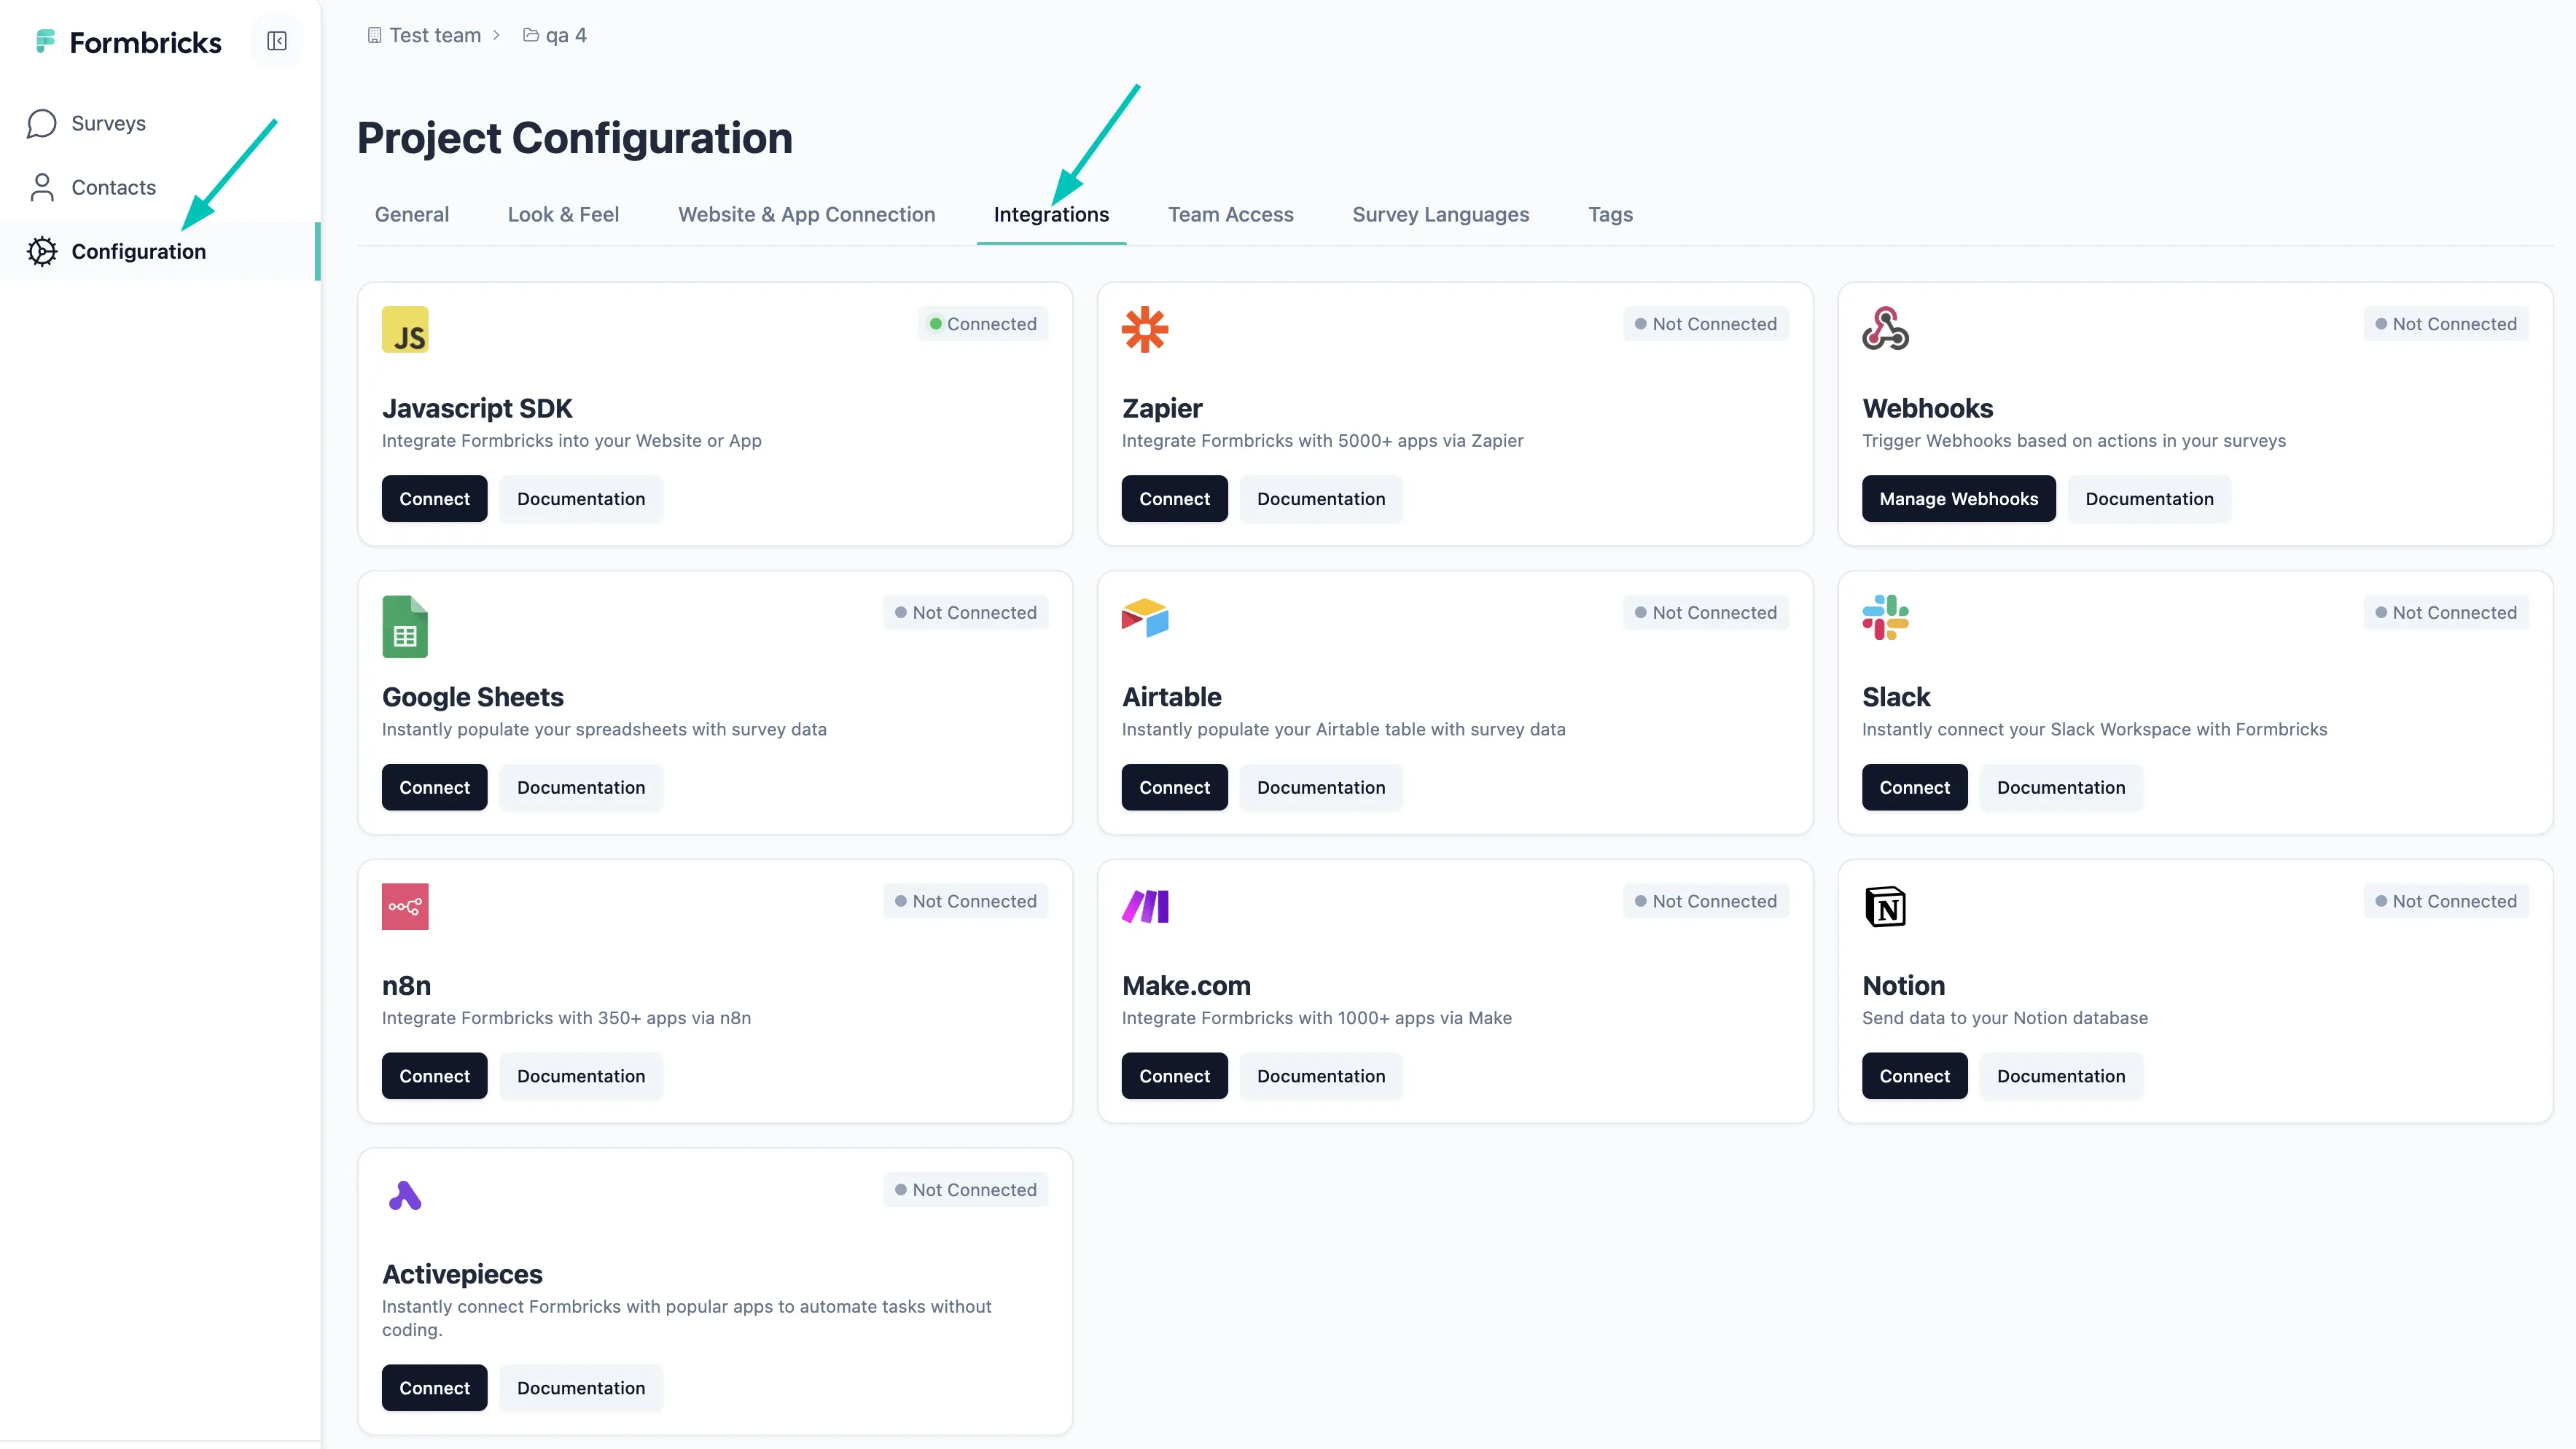 Formbricks
Test team > qa 4
Surveys
Contacts
Configuration
Project Configuration
General Look & Feel Website & App Connection Integrations Team Access Survey Languages Tags
JS
Connected
Javascript SDK
Integrate Formbricks into your Website or App
Connect Documentation
Not Connected
Zapier
Integrate Formbricks with 5000+ apps via Zapier
Connect Documentation
Not Connected
Webhooks
Trigger Webhooks based on actions in your surveys
Manage Webhooks Documentation
Not Connected
Google Sheets
Instantly populate your spreadsheets with survey data
Connect Documentation
Not Connected
Airtable
Instantly populate your Airtable table with survey data
Connect Documentation
Not Connected
Slack
Instantly connect your Slack Workspace with Formbricks
Connect Documentation
Not Connected
n8n
Integrate Formbricks with 350+ apps via n8n
Connect Documentation
Not Connected
Make.com
Integrate Formbricks with 1000+ apps via Make
Connect Documentation
N
Not Connected
Notion
Send data to your Notion database
Connect Documentation
Not Connected
Activepieces
Instantly connect Formbricks with popular apps to automate tasks without
coding.
Connect Documentation